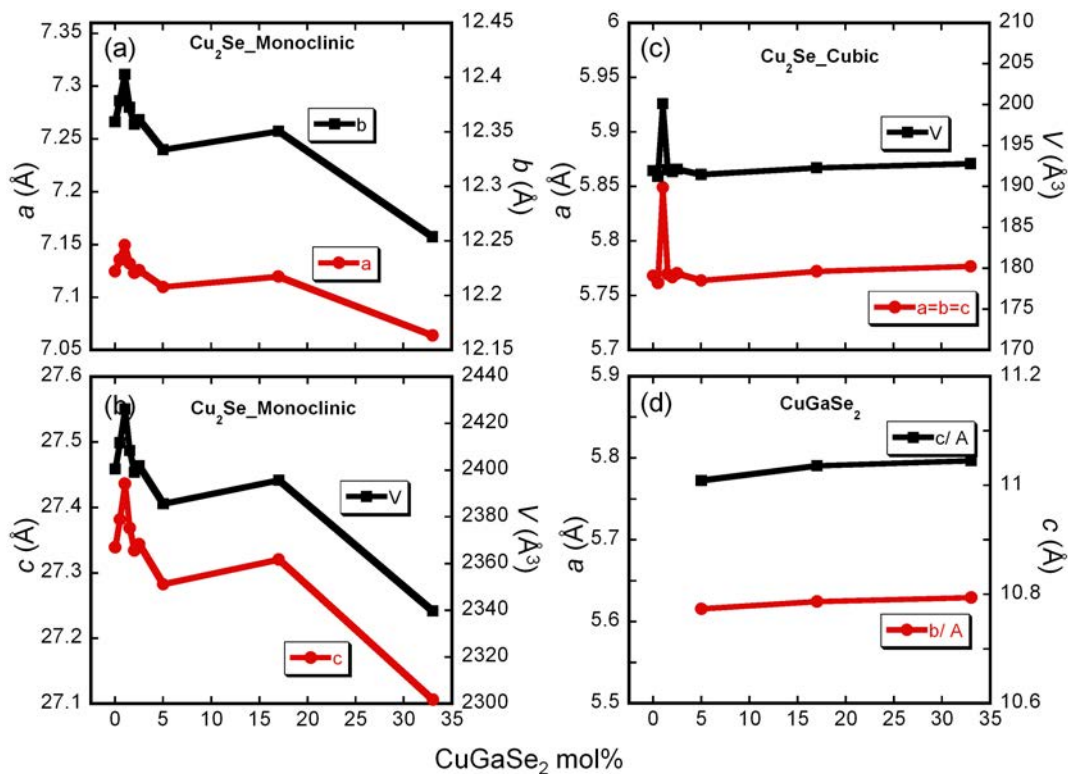 (a)
Cu₂Se_Monoclinic
7.35
7.3
7.25
7.2
7.15
7.1
7.05
a (Å)
12.45
12.4
12.35
12.3
12.25
12.2
12.15
b (Å)
b
a
(c)
Cu₂Se_Cubic
6
5.95
5.9
5.85
5.8
5.75
5.7
a (Å)
210
205
200
195
190
185
180
175
170
V (Å³)
V
a=b=c
(b)
Cu₂Se_Monoclinic
27.6
27.5
27.4
27.3
27.2
27.1
c (Å)
2440
2420
2400
2380
2360
2340
2320
2300
V (Å³)
V
c
0 5 10 15 20 25 30 35
(d)
CuGaSe₂
5.9
5.8
5.7
5.6
5.5
a (Å)
11.2
11
10.8
10.6
c (Å)
c/ A
b/ A
0 5 10 15 20 25 30 35
CuGaSe₂ mol%